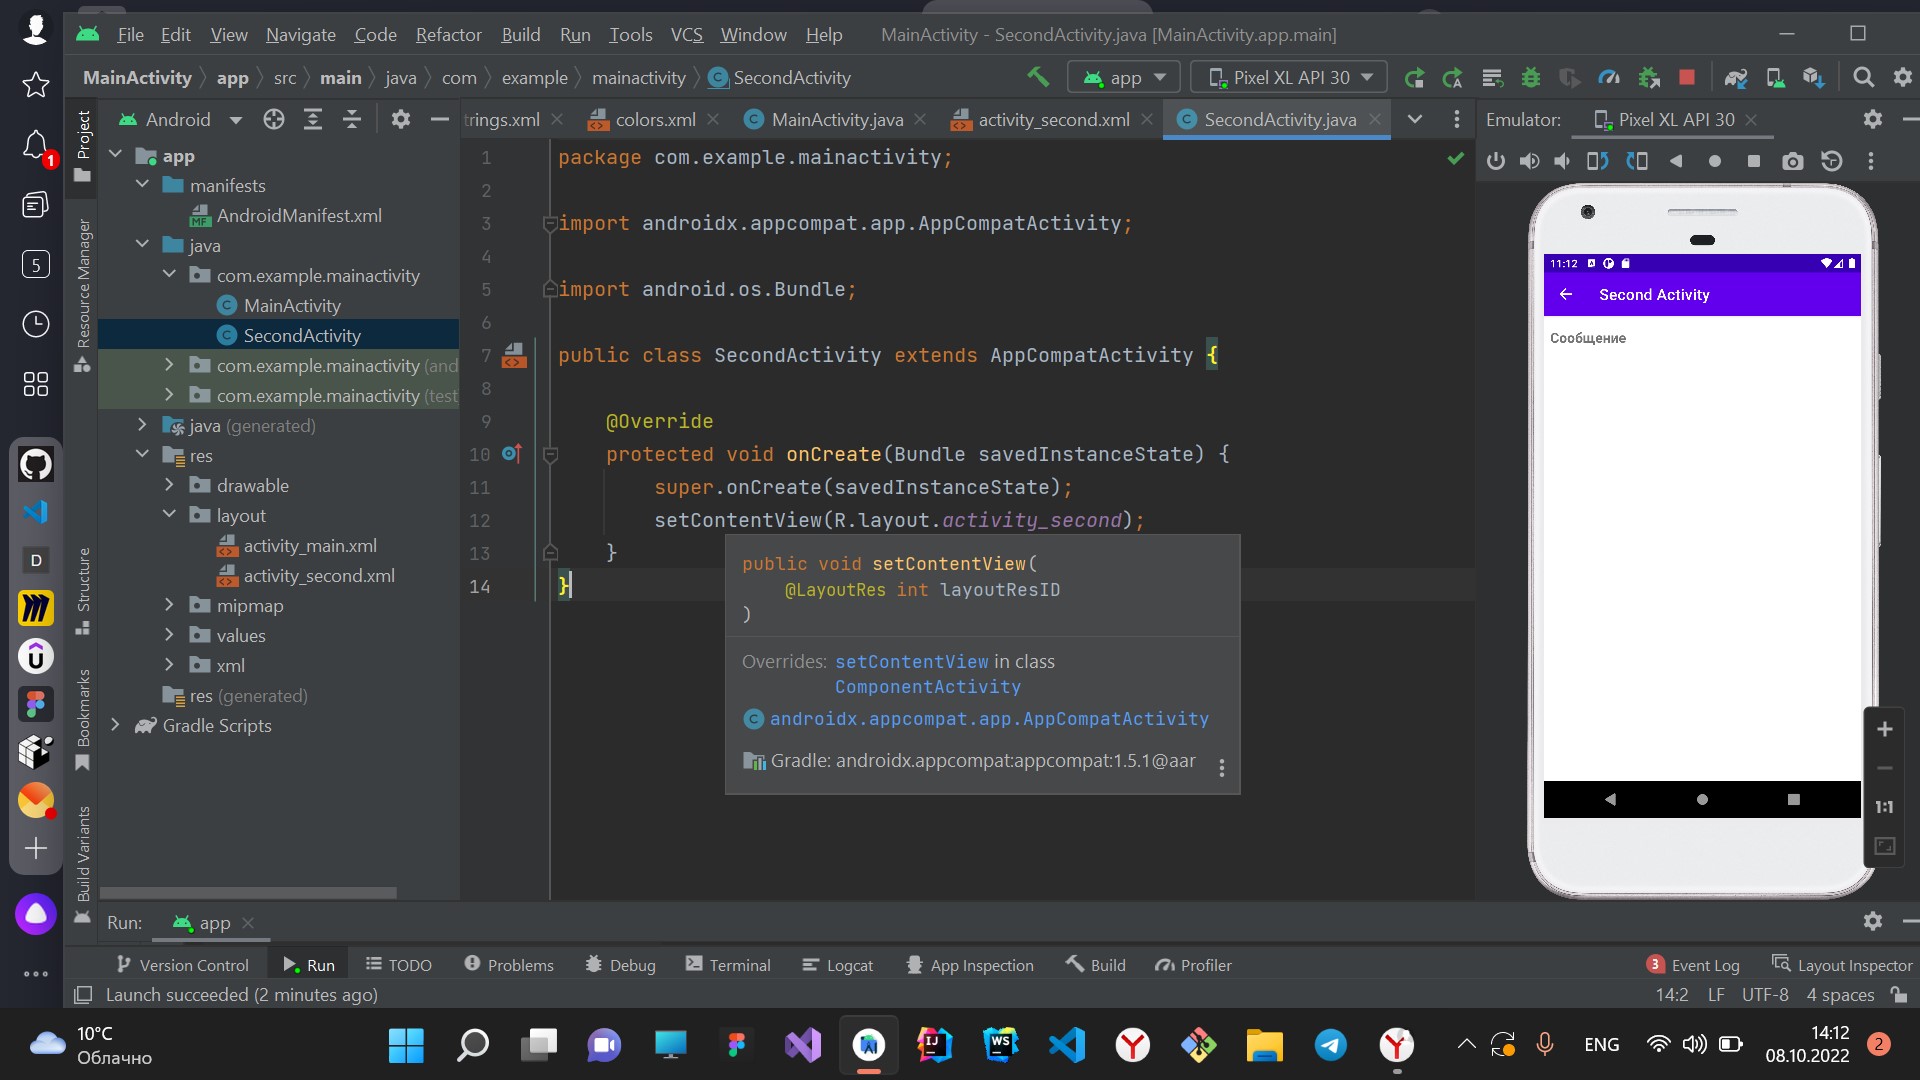 File Edit View Navigate Code Refactor Build Run Tools VCS Window Help MainActivity - SecondActivity.java [MainActivity.app.main]
MainActivity app src main java com example mainactivity SecondActivity app Pixel XL API 30
Android
trings.xml colors.xml MainActivity.java activity_second.xml SecondActivity.java
Emulator: Pixel XL API 30
Project
Resource Manager
Structure
Bookmarks
Build Variants
1
5
D
app
manifests
AndroidManifest.xml
java
com.example.mainactivity
MainActivity
SecondActivity
com.example.mainactivity (and
com.example.mainactivity (test
java (generated)
res
drawable
layout
activity_main.xml
activity_second.xml
mipmap
values
xml
res (generated)
Gradle Scripts
1 package com.example.mainactivity;
2
3 import androidx.appcompat.app.AppCompatActivity;
4
5 import android.os.Bundle;
6
7 public class SecondActivity extends AppCompatActivity {
8
9 @Override
10 protected void onCreate(Bundle savedInstanceState) {
11 super.onCreate(savedInstanceState);
12 setContentView(R.layout.activity_second);
13 }
14 }
public void setContentView(
@LayoutRes int layoutResID
)
Overrides: setContentView in class
ComponentActivity
androidx.appcompat.app.AppCompatActivity
Gradle: androidx.appcompat:appcompat:1.5.1@aar
11:12
Second Activity
Сообщение
1:1
Run: app
Version Control Run TODO Problems Debug Terminal Logcat App Inspection Build Profiler 3 Event Log Layout Inspector
Launch succeeded (2 minutes ago) 14:2 LF UTF-8 4 spaces
10°C
Облачно
IJ
WS
ENG
14:12
08.10.2022
2